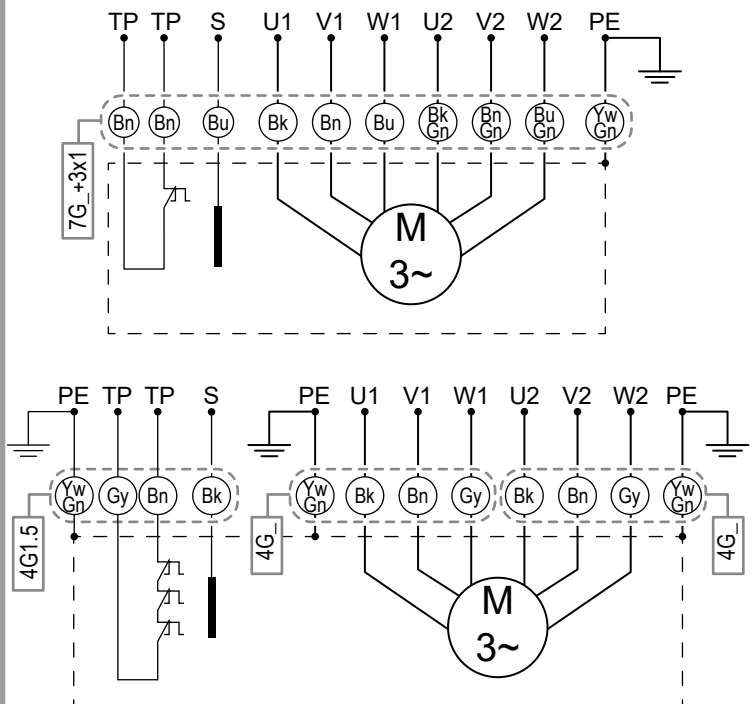 TP TP S U1 V1 W1 U2 V2 W2 PE
Bn Bn Bu Bk Bn Bu Bk Gn Bn Gn Bu Gn Yw Gn
7G_+3x1
M
3~
PE TP TP S PE U1 V1 W1 U2 V2 W2 PE
Yw Gn Gy Bn Bk Yw Gn Bk Bn Gy Bk Bn Gy Yw Gn
4G1.5 4G_ 4G_
M
3~